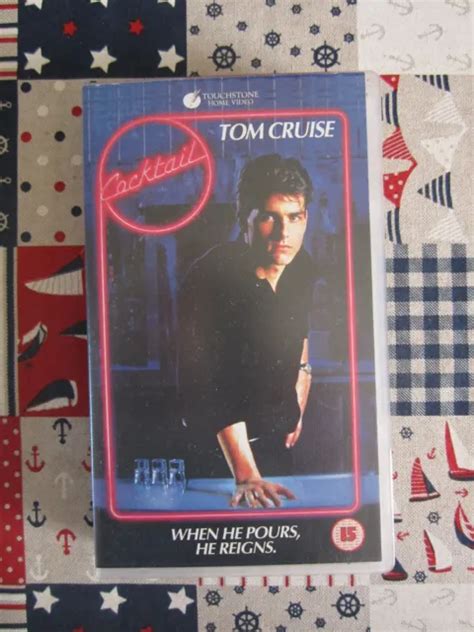 TOUCHSTONE
HOME VIDEO
TOM CRUISE
Cocktail
WHEN HE POURS,
HE REIGNS.
15